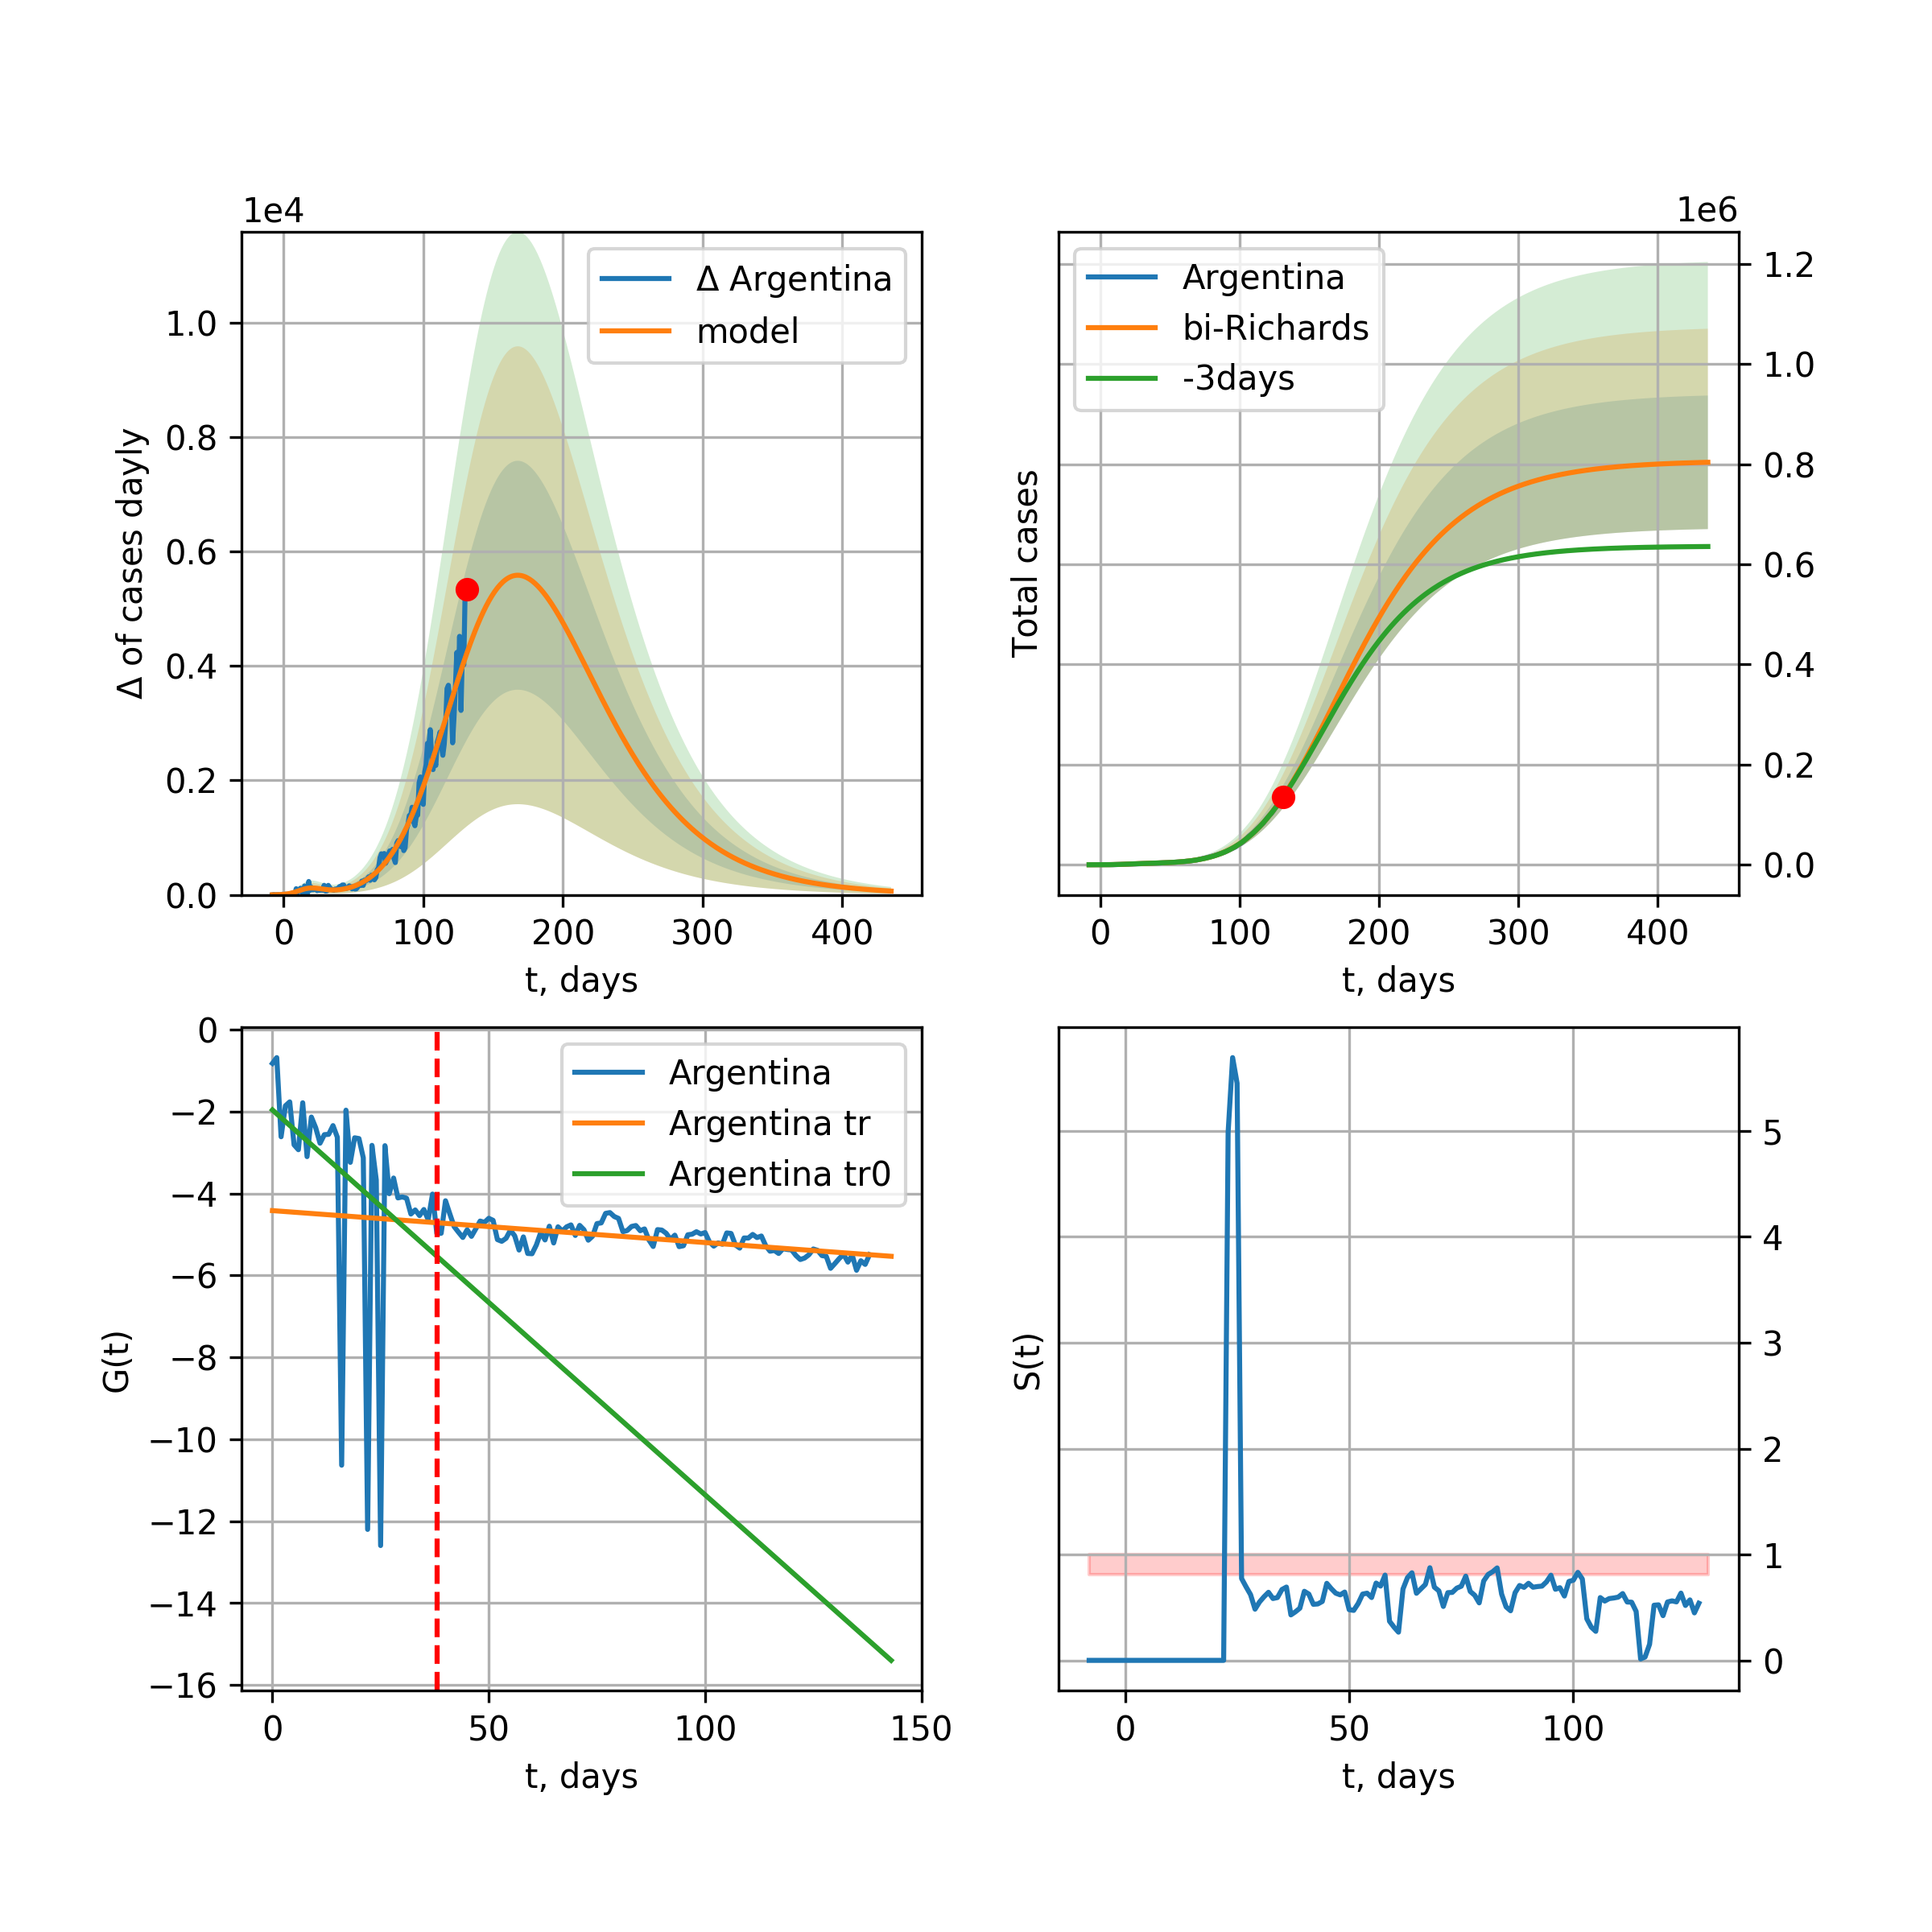 1e4
Δ of cases dayly
1.0
0.8
0.6
0.4
0.2
0.0
0 100 200 300 400
t, days
Δ Argentina
model
1e6
Total cases
1.2
1.0
0.8
0.6
0.4
0.2
0.0
0 100 200 300 400
t, days
Argentina
bi-Richards
-3days
G(t)
0
−2
−4
−6
−8
−10
−12
−14
−16
0 50 100 150
t, days
Argentina
Argentina tr
Argentina tr0
S(t)
5
4
3
2
1
0
0 50 100
t, days